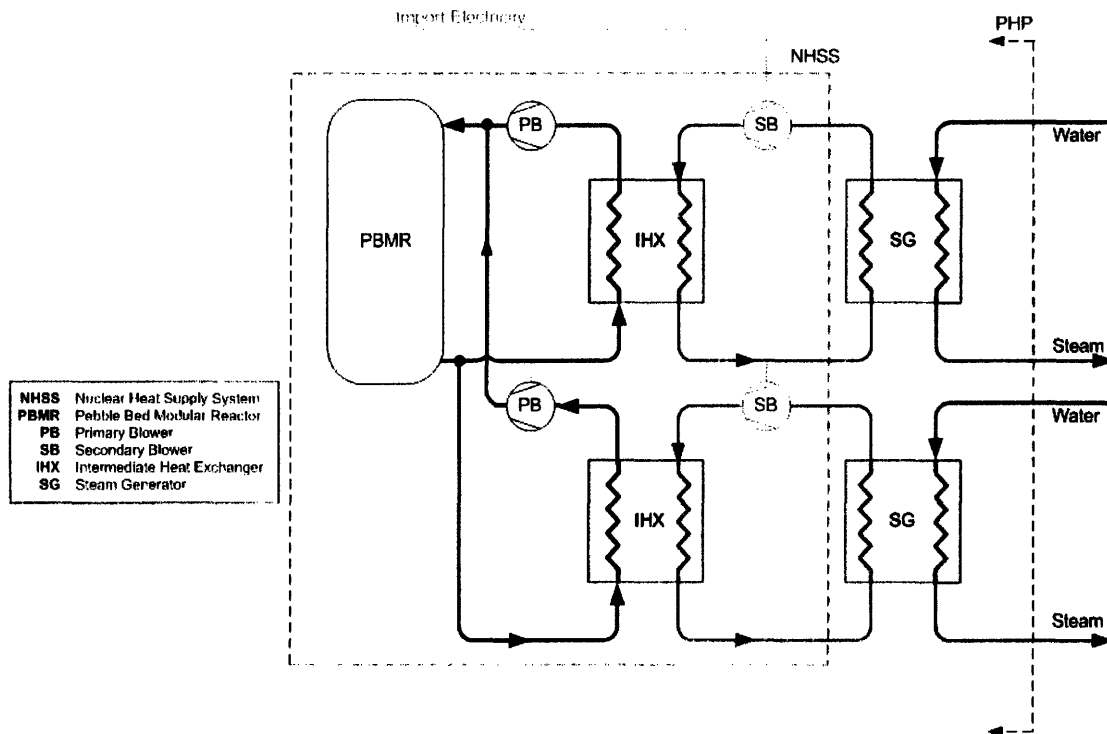 Import Electricity
PHP
NHSS
PB
SB
Water
PBMR
IHX
SG
Steam
NHSS Nuclear Heat Supply System
PBMR Pebble Bed Modular Reactor
PB Primary Blower
SB Secondary Blower
IHX Intermediate Heat Exchanger
SG Steam Generator
PB
SB
Water
IHX
SG
Steam